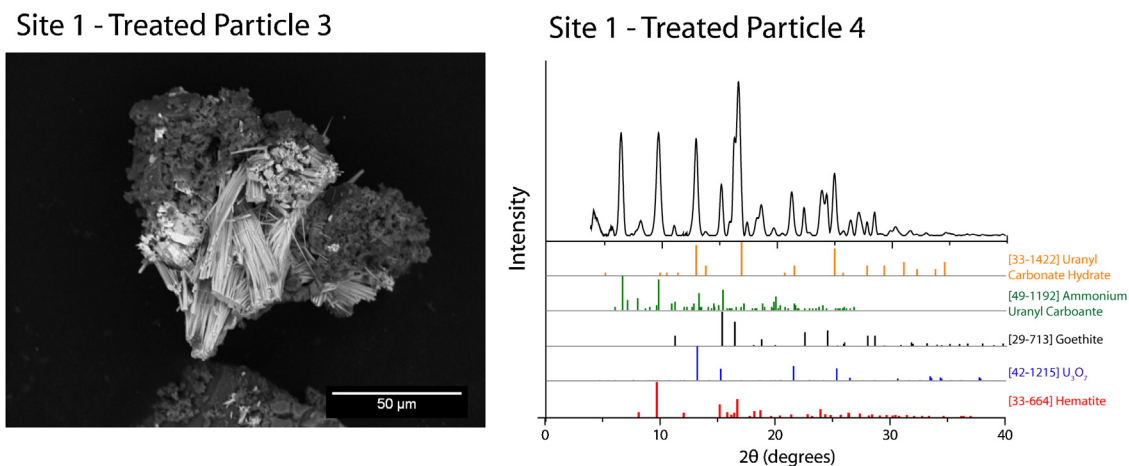 Site 1 - Treated Particle 3
50 µm
Site 1 - Treated Particle 4
Intensity
[33-1422] Uranyl
Carbonate Hydrate
[49-1192] Ammonium
Uranyl Carboante
[29-713] Goethite
[42-1215] U₃O₇
[33-664] Hematite
0 10 20 30 40
2θ (degrees)